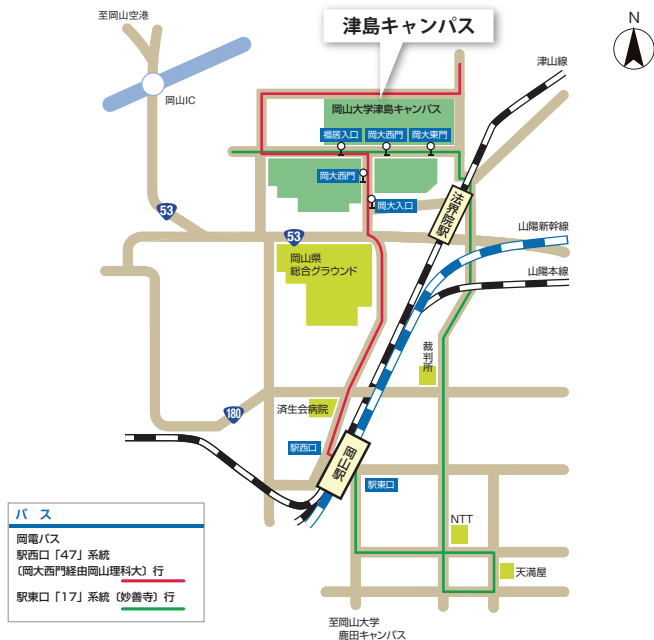 至岡山空港
津島キャンパス
N
津山線
岡山IC
岡山大学津島キャンパス
福居入口
岡大西門
岡大東門
岡大西門
岡大入口
法界院駅
53
53
山陽新幹線
山陽本線
岡山県
総合グラウンド
裁判所
180
済生会病院
駅西口
岡山駅
駅東口
バス
岡電バス
駅西口「47」系統
〔岡大西門経由岡山理科大〕行
駅東口「17」系統〔妙善寺〕行
NTT
天満屋
至岡山大学
鹿田キャンパス